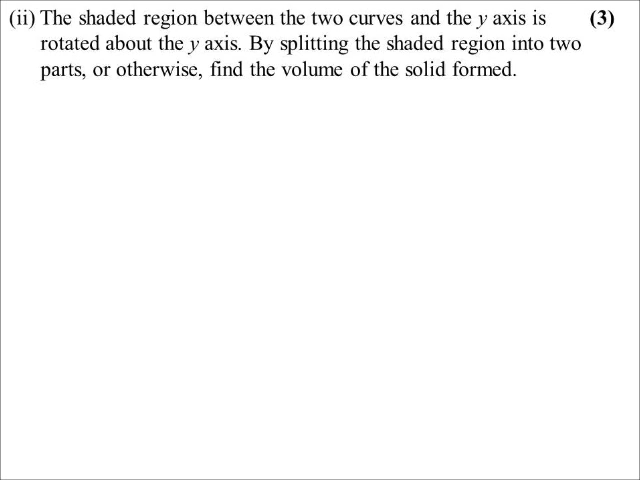 (ii) The shaded region between the two curves and the y axis is (3)
rotated about the y axis. By splitting the shaded region into two
parts, or otherwise, find the volume of the solid formed.